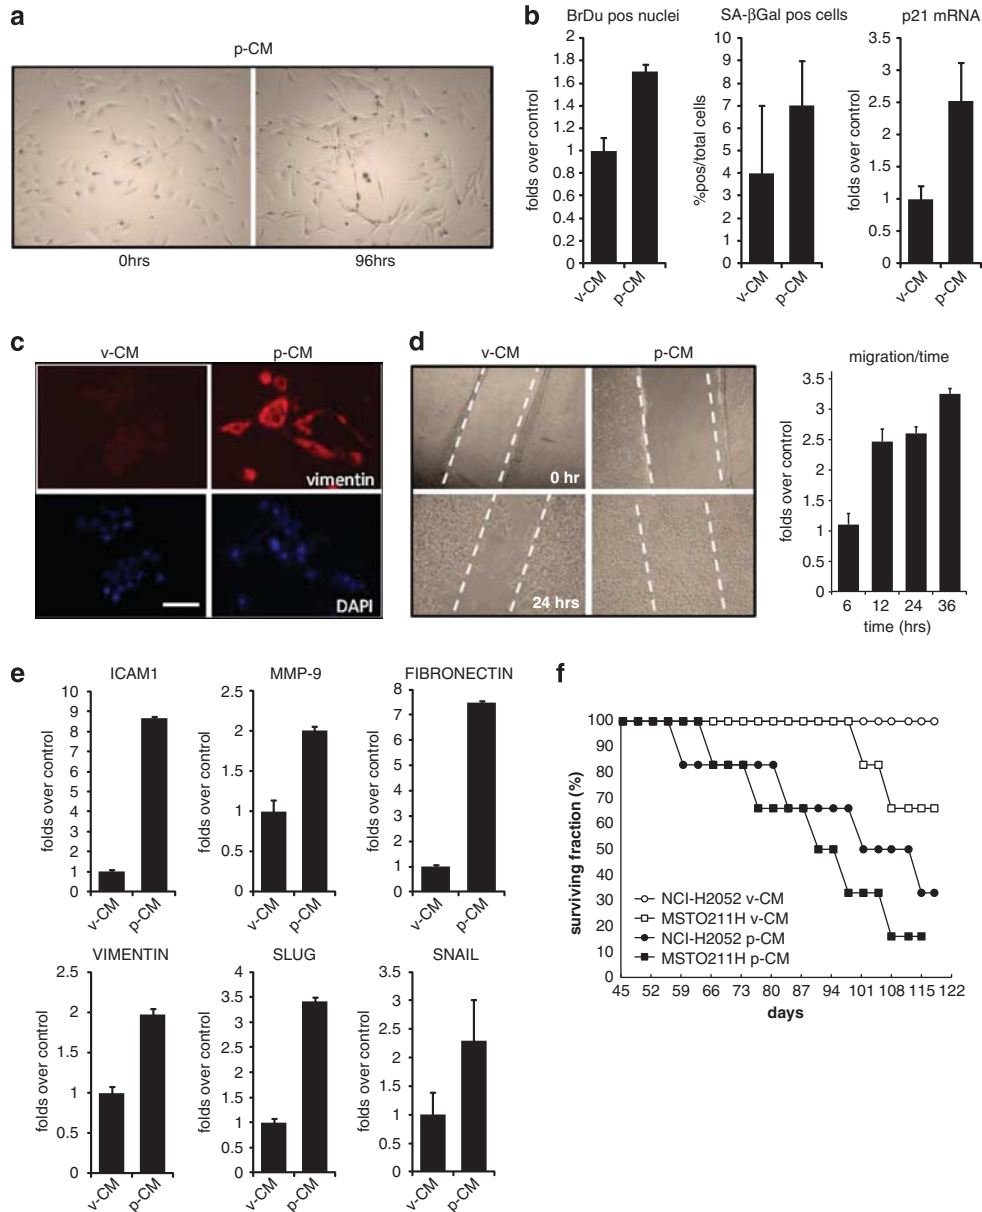 a
p-CM
0hrs
96hrs
b
BrDu pos nuclei
folds over control
2
1.8
1.6
1.4
1.2
1
0.8
0.6
0.4
0.2
0
v-CM
p-CM
SA-βGal pos cells
%pos/total cells
10
9
8
7
6
5
4
3
2
1
0
v-CM
p-CM
p21 mRNA
folds over control
3.5
3
2.5
2
1.5
1
0.5
0
v-CM
p-CM
c
v-CM
p-CM
vimentin
DAPI
d
v-CM
p-CM
0 hr
24 hrs
migration/time
folds over control
3.5
3
2.5
2
1.5
1
0.5
0
6 12 24 36
time (hrs)
e
ICAM1
folds over control
10
9
8
7
6
5
4
3
2
1
0
v-CM
p-CM
MMP-9
folds over control
2.5
2
1.5
1
0.5
0
v-CM
p-CM
FIBRONECTIN
folds over control
8
7
6
5
4
3
2
1
0
v-CM
p-CM
VIMENTIN
folds over control
2.5
2
1.5
1
0.5
0
v-CM
p-CM
SLUG
folds over control
4
3.5
3
2.5
2
1.5
1
0.5
0
v-CM
p-CM
SNAIL
folds over control
3.5
3
2.5
2
1.5
1
0.5
0
v-CM
p-CM
f
surviving fraction (%)
100
90
80
70
60
50
40
30
20
10
0
NCI-H2052 v-CM
MSTO211H v-CM
NCI-H2052 p-CM
MSTO211H p-CM
45 52 59 66 73 80 87 94 101 108 115 122
days